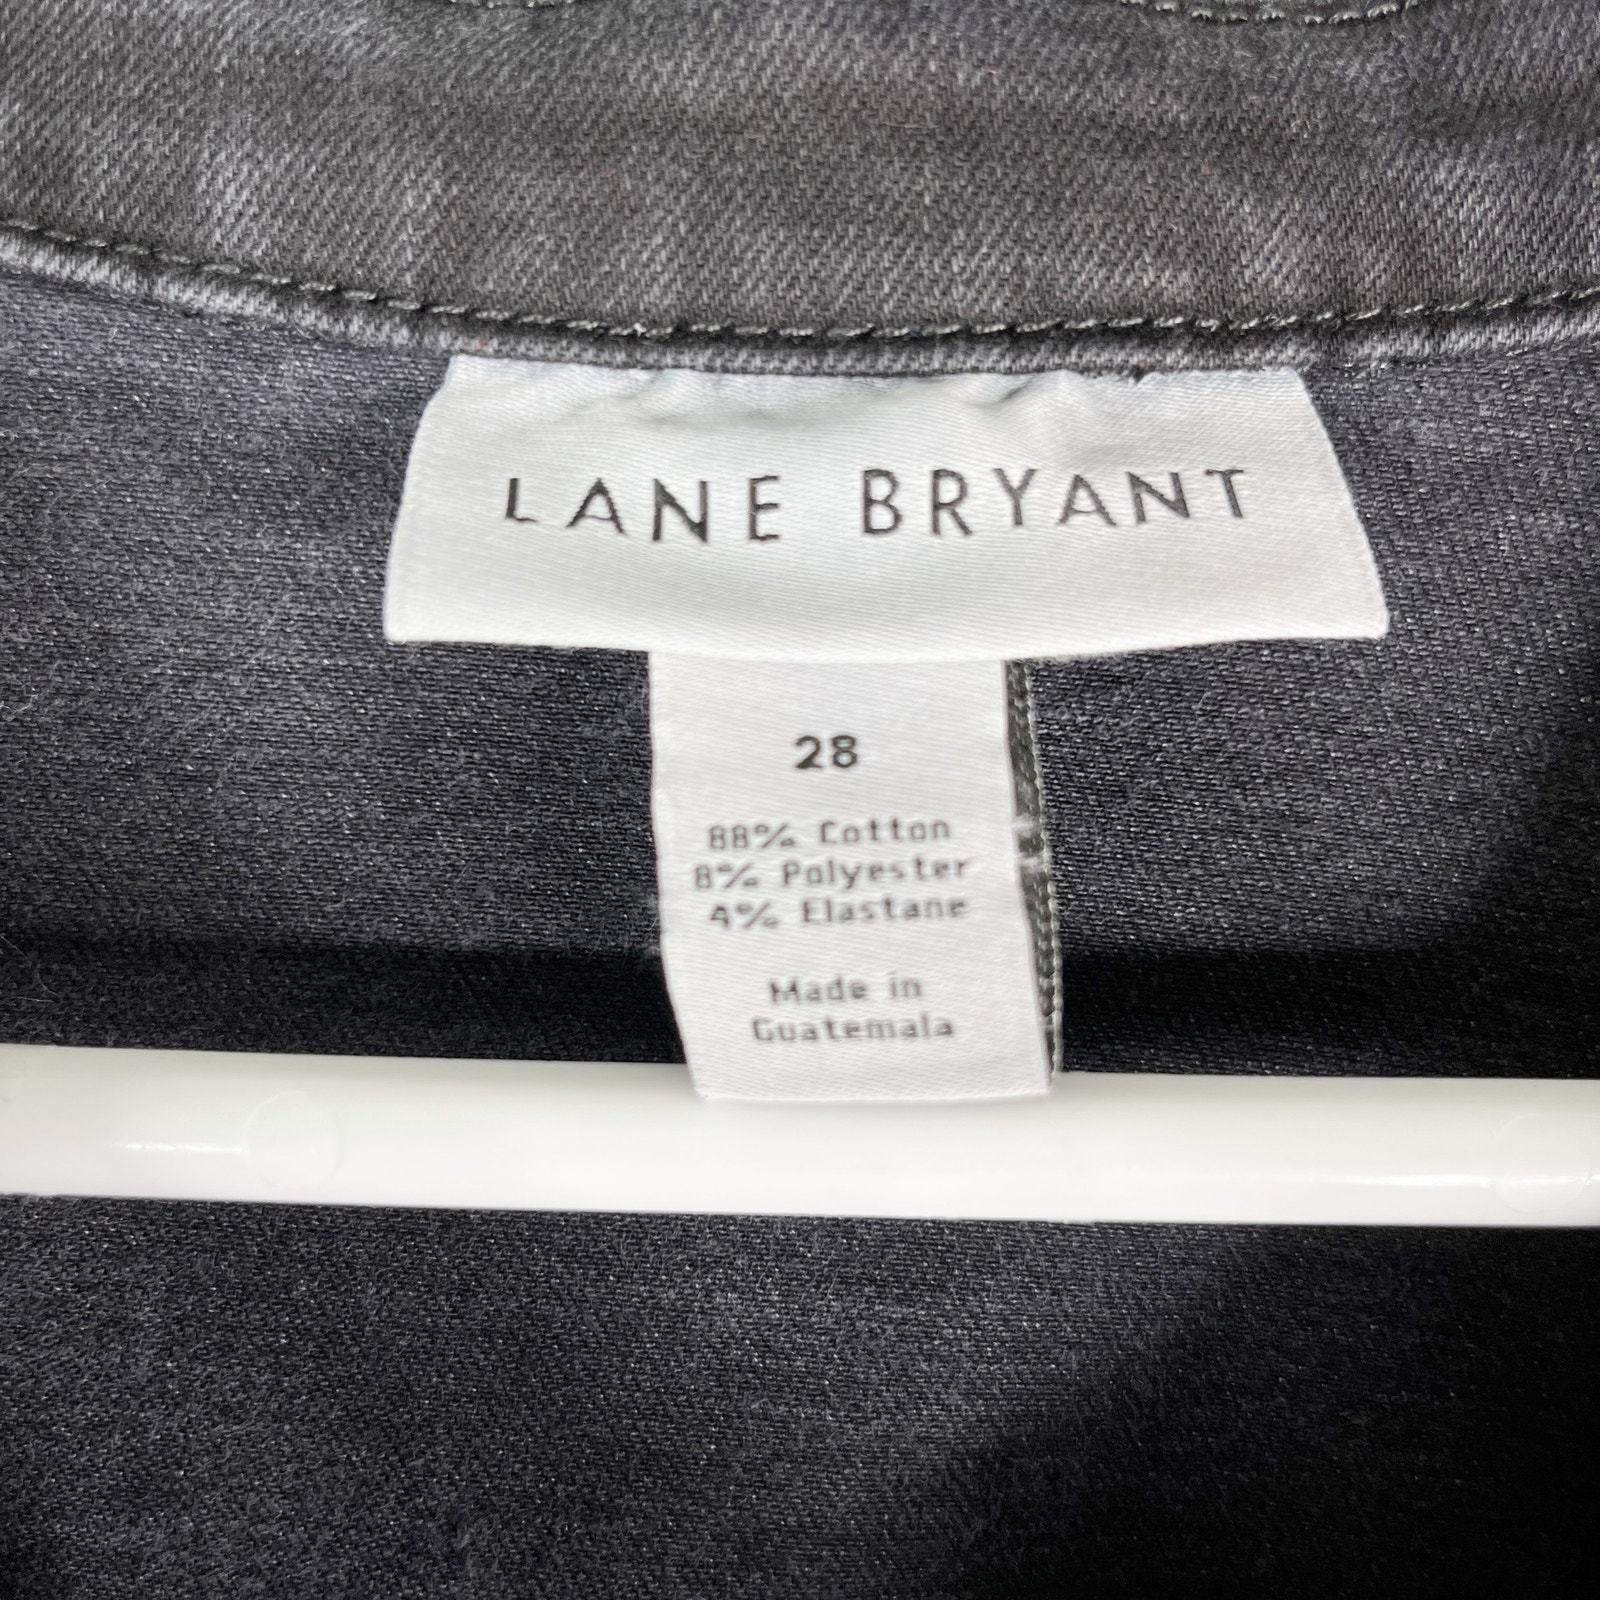 LANE BRYANT
28
88% Cotton
8% Polyester
4% Elastane
Made in
Guatemala